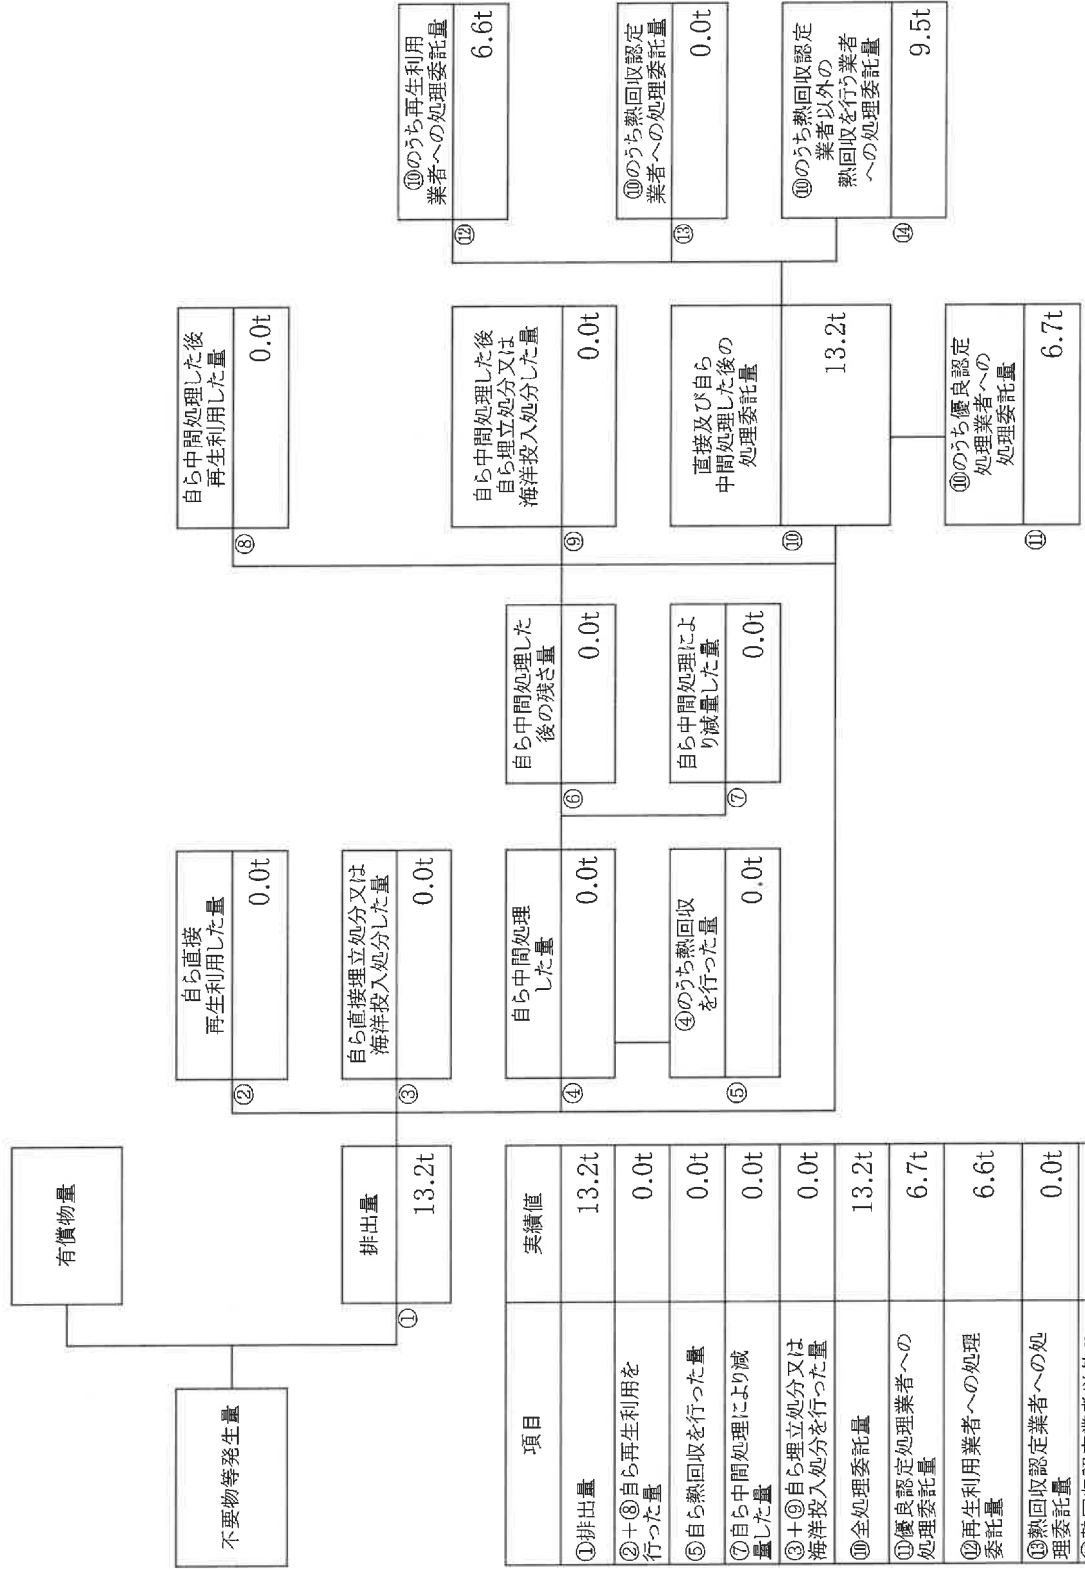 不要物等発生量
有償物量
排出量
①
13.2t
自ら直接
再生利用した量
②
0.0t
自ら直接埋立処分又は
海洋投入処分した量
③
0.0t
自ら中間処理
した量
④
0.0t
④のうち熱回収
を行った量
⑤
0.0t
自ら中間処理した
後の残さ量
⑥
0.0t
自ら中間処理によ
り減量した量
⑦
0.0t
自ら中間処理した後
再生利用した量
⑧
0.0t
自ら中間処理した後
自ら埋立処分又は
海洋投入処分した量
⑨
0.0t
直接及び自ら
中間処理した後の
処理委託量
⑩
13.2t
⑩のうち優良認定
処理業者への
処理委託量
⑪
6.7t
⑩のうち再生利用
業者への処理委託量
⑫
6.6t
⑩のうち熱回収認定
業者への処理委託量
⑬
0.0t
⑩のうち熱回収認定
業者以外の
熱回収を行う業者
への処理委託量
⑭
9.5t
項目 実績値
①排出量 13.2t
②+⑧自ら再生利用を
行った量 0.0t
⑤自ら熱回収を行った量 0.0t
⑦自ら中間処理により減
量した量 0.0t
③+⑨自ら埋立処分又は
海洋投入処分を行った量 0.0t
⑩全処理委託量 13.2t
⑪優良認定処理業者への
処理委託量 6.7t
⑫再生利用業者への処理
委託量 6.6t
⑬熱回収認定業者への処
理委託量 0.0t